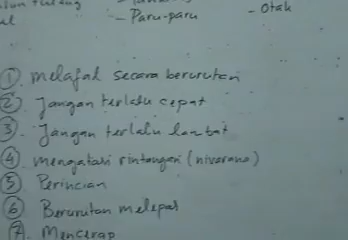 - Paru-paru
- Otak
① melafal secara berurutan
② Jangan terlalu cepat
③ Jangan terlalu lambat
④ mengatasi rintangan (nivarana)
⑤ Perincian
⑥ Berurutan melepas
⑦ Mencerap